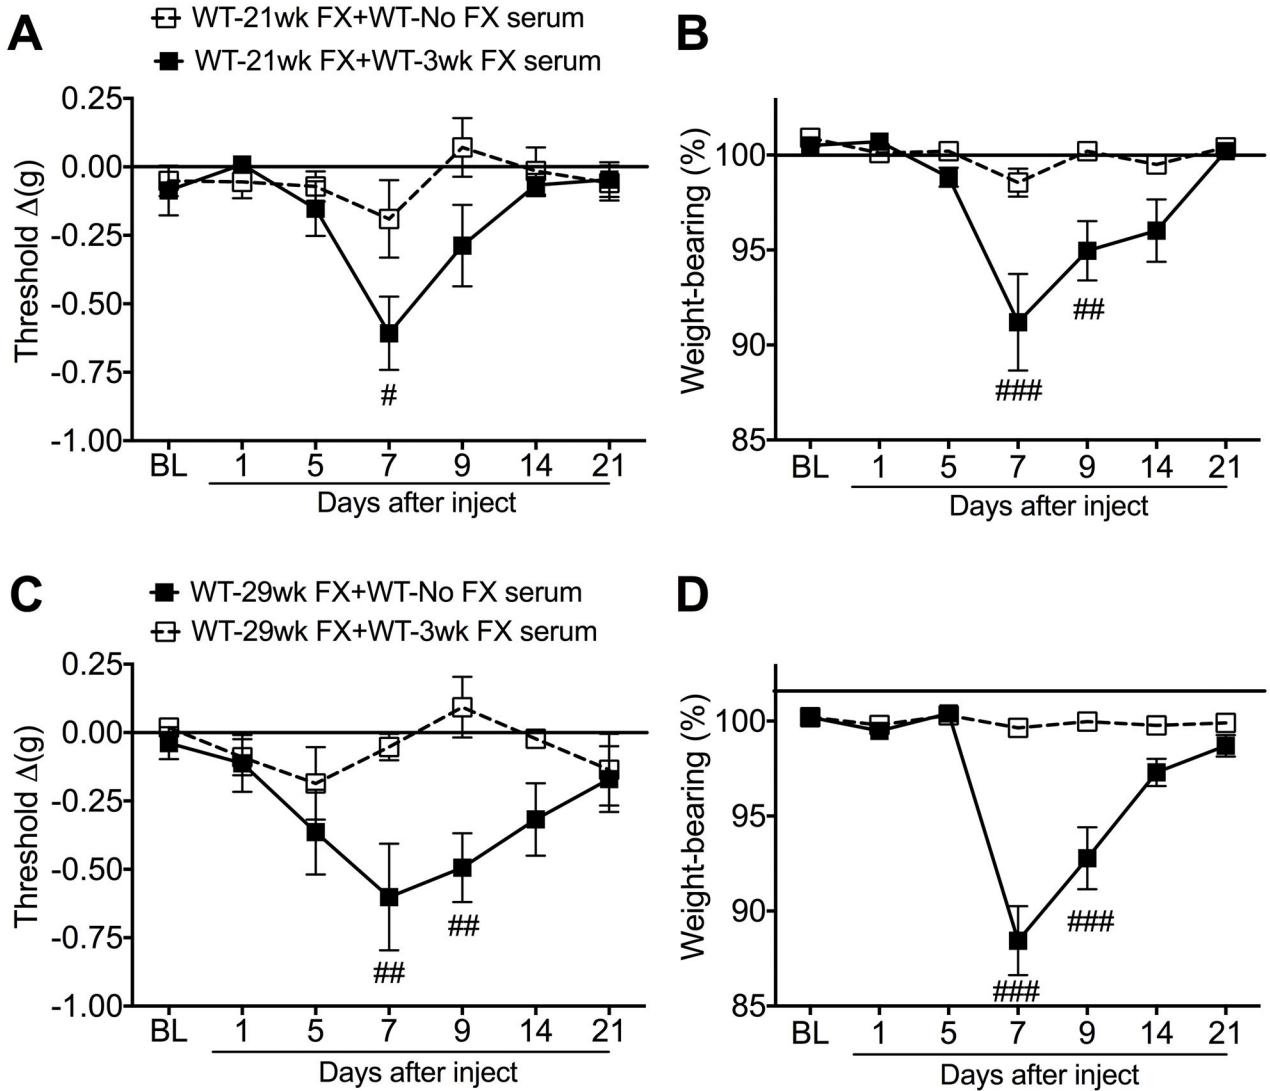 A
WT-21wk FX+WT-No FX serum
WT-21wk FX+WT-3wk FX serum
Threshold Δ(g)
0.25
0.00
-0.25
-0.50
-0.75
-1.00
#
BL 1 5 7 9 14 21
Days after inject
B
Weight-bearing (%)
100
95
90
85
##
###
BL 1 5 7 9 14 21
Days after inject
C
WT-29wk FX+WT-No FX serum
WT-29wk FX+WT-3wk FX serum
Threshold Δ(g)
0.25
0.00
-0.25
-0.50
-0.75
-1.00
##
##
BL 1 5 7 9 14 21
Days after inject
D
Weight-bearing (%)
100
95
90
85
###
###
BL 1 5 7 9 14 21
Days after inject